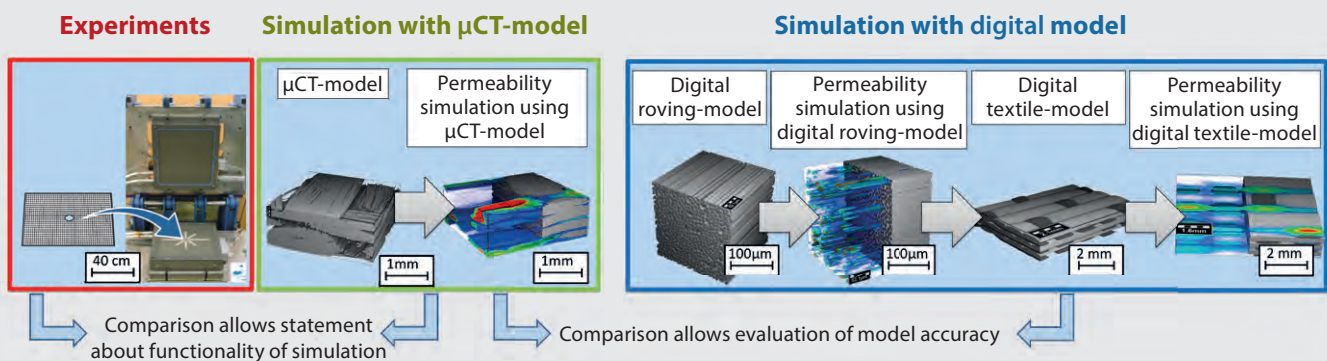 Experiments
Simulation with µCT-model
Simulation with digital model
µCT-model
Permeability
simulation using
µCT-model
Digital
roving-model
Permeability
simulation using
digital roving-model
Digital
textile-model
Permeability
simulation using
digital textile-model
40 cm
1mm
1mm
100µm
100µm
2 mm
1.6mm
2 mm
Comparison allows statement
about functionality of simulation
Comparison allows evaluation of model accuracy